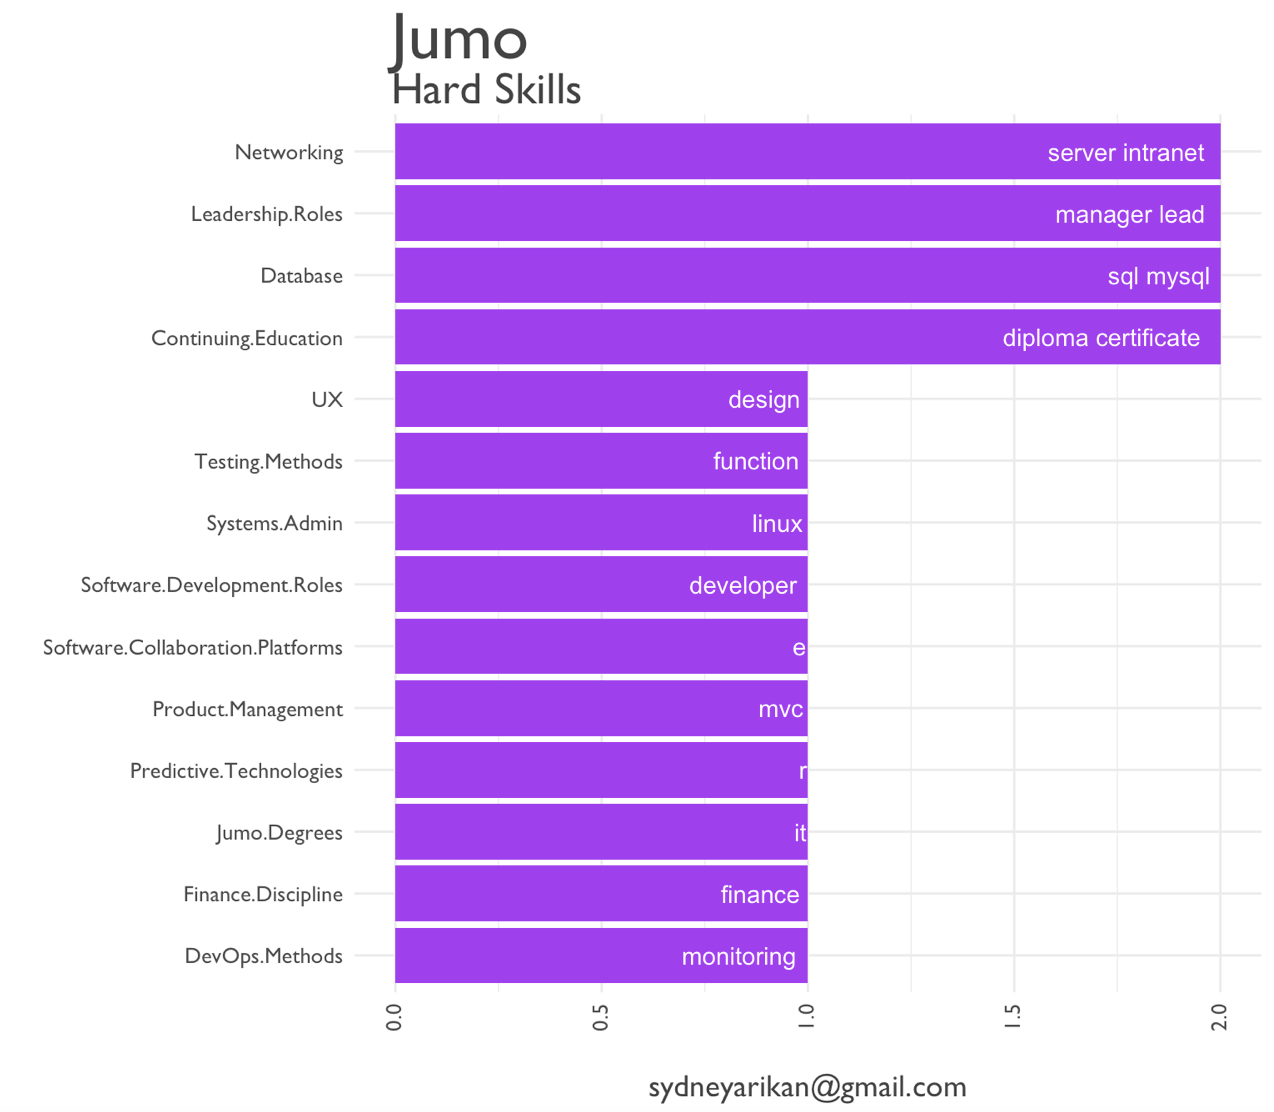 Jumo
Hard Skills
Networking server intranet
Leadership.Roles manager lead
Database sql mysql
Continuing.Education diploma certificate
UX design
Testing.Methods function
Systems.Admin linux
Software.Development.Roles developer
Software.Collaboration.Platforms e
Product.Management mvc
Predictive.Technologies r
Jumo.Degrees it
Finance.Discipline finance
DevOps.Methods monitoring
0.0 0.5 1.0 1.5 2.0
sydneyarikan@gmail.com